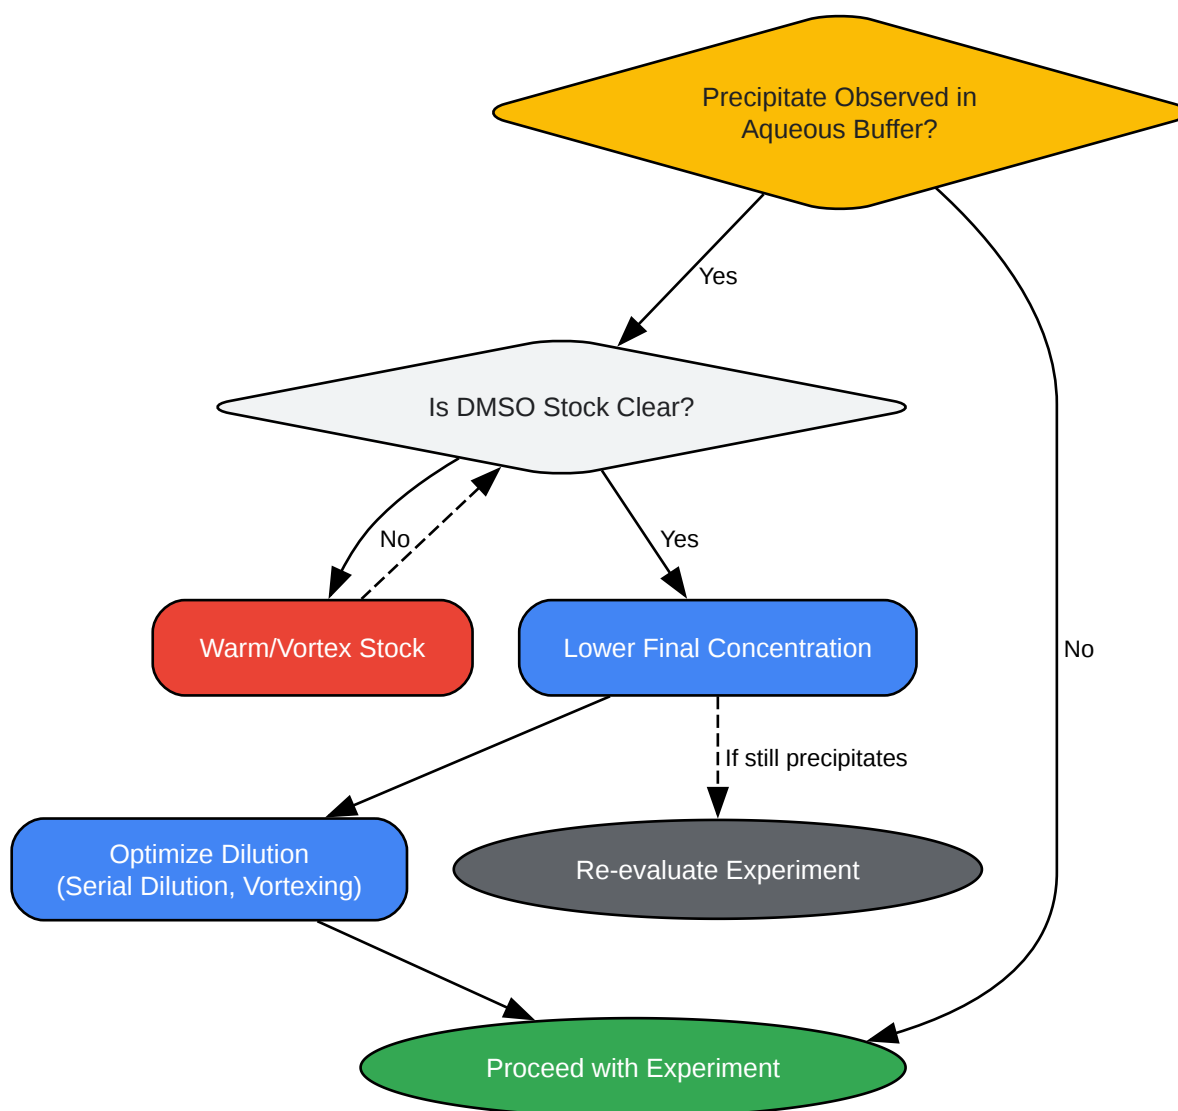 Precipitate Observed in
Aqueous Buffer?
Yes
Is DMSO Stock Clear?
No
Yes
Warm/Vortex Stock
Lower Final Concentration
No
If still precipitates
Optimize Dilution
(Serial Dilution, Vortexing)
Re-evaluate Experiment
Proceed with Experiment